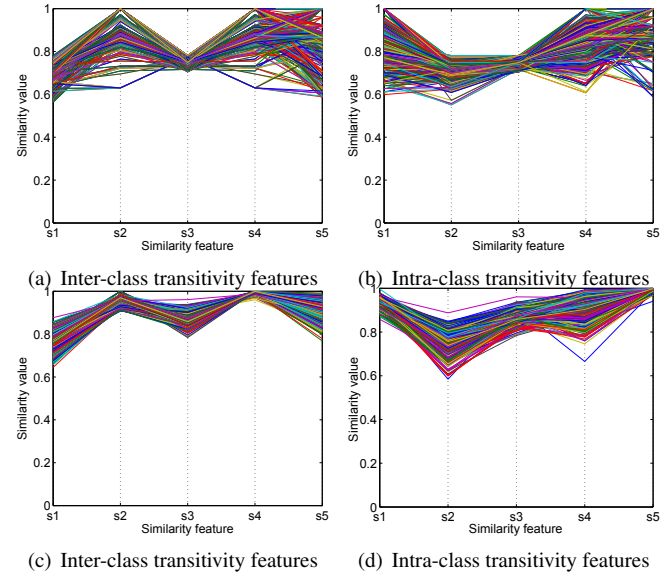 1
0.8
0.6
0.4
0.2
0
Similarity value
s1 s2 s3 s4 s5
Similarity feature
(a) Inter-class transitivity features
1
0.8
0.6
0.4
0.2
0
Similarity value
s1 s2 s3 s4 s5
Similarity feature
(b) Intra-class transitivity features
1
0.8
0.6
0.4
0.2
0
Similarity value
s1 s2 s3 s4 s5
Similarity feature
(c) Inter-class transitivity features
1
0.8
0.6
0.4
0.2
0
Similarity value
s1 s2 s3 s4 s5
Similarity feature
(d) Intra-class transitivity features